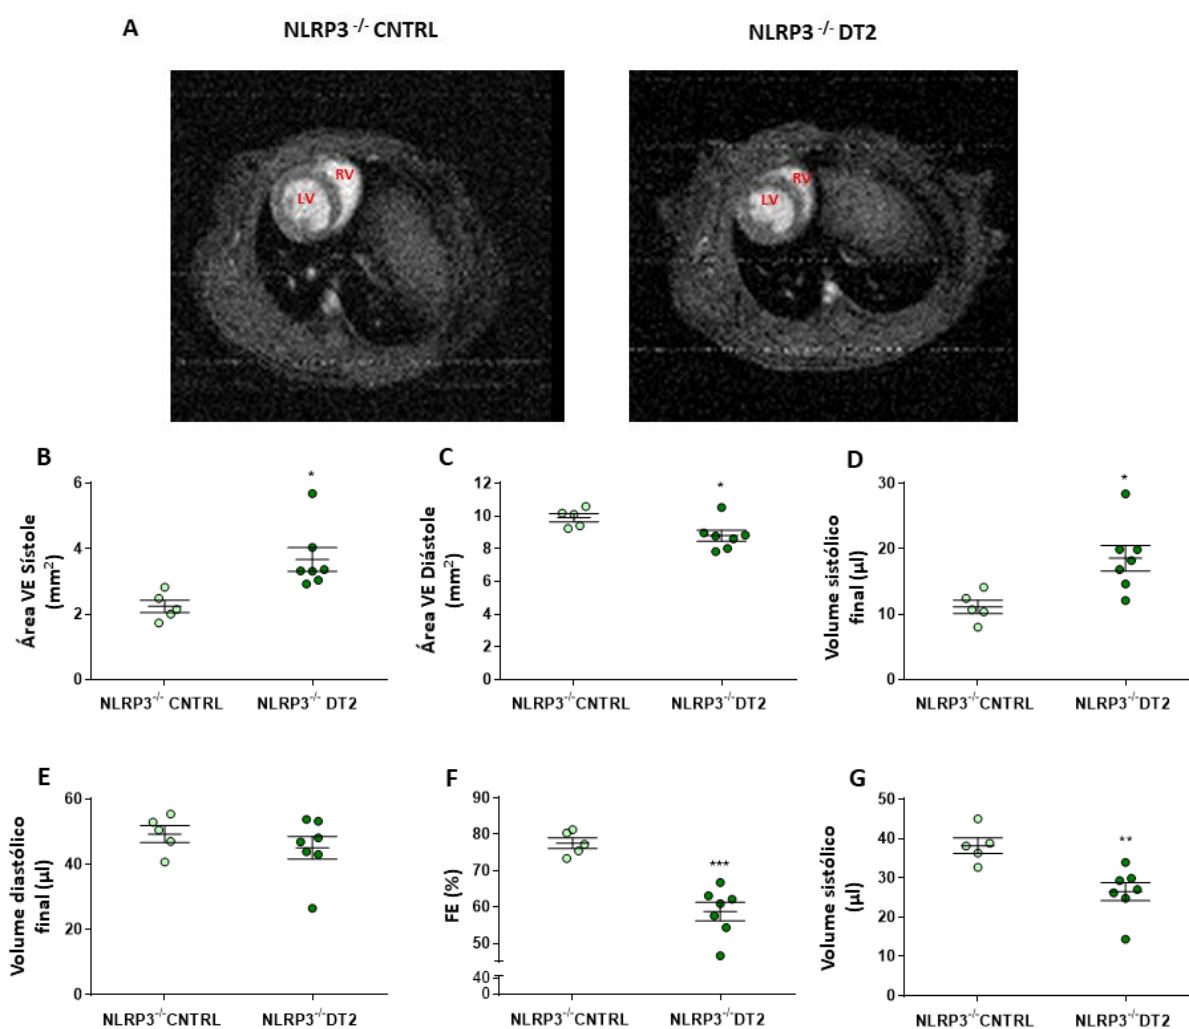 A
NLRP3 -/- CNTRL
NLRP3 -/- DT2
RV
LV
RV
LV
B
Área VE Sístole
(mm²)
6
4
2
0
*
NLRP3-/- CNTRL
NLRP3-/- DT2
C
Área VE Diástole
(mm²)
12
10
8
6
4
2
0
*
NLRP3-/-CNTRL
NLRP3-/-DT2
D
Volume sistólico
final (µl)
30
20
10
0
*
NLRP3-/-CNTRL
NLRP3-/-DT2
E
Volume diasólico
final (µl)
60
40
20
0
NLRP3-/-CNTRL
NLRP3-/-DT2
F
FE (%)
90
80
70
60
50
40
0
***
NLRP3-/-CNTRL
NLRP3-/-DT2
G
Volume sistólico
(µl)
50
40
30
20
10
0
**
NLRP3-/-CNTRL
NLRP3-/-DT2